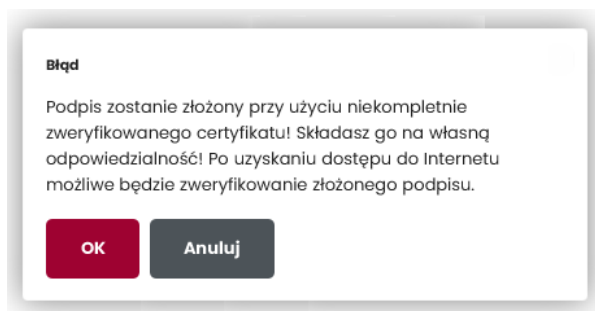 Błąd
Podpis zostanie złożony przy użyciu niekompletnie
zweryfikowanego certyfikatu! Składasz go na własną
odpowiedzialność! Po uzyskaniu dostępu do Internetu
możliwe będzie zweryfikowanie złożonego podpisu.
OK
Anuluj